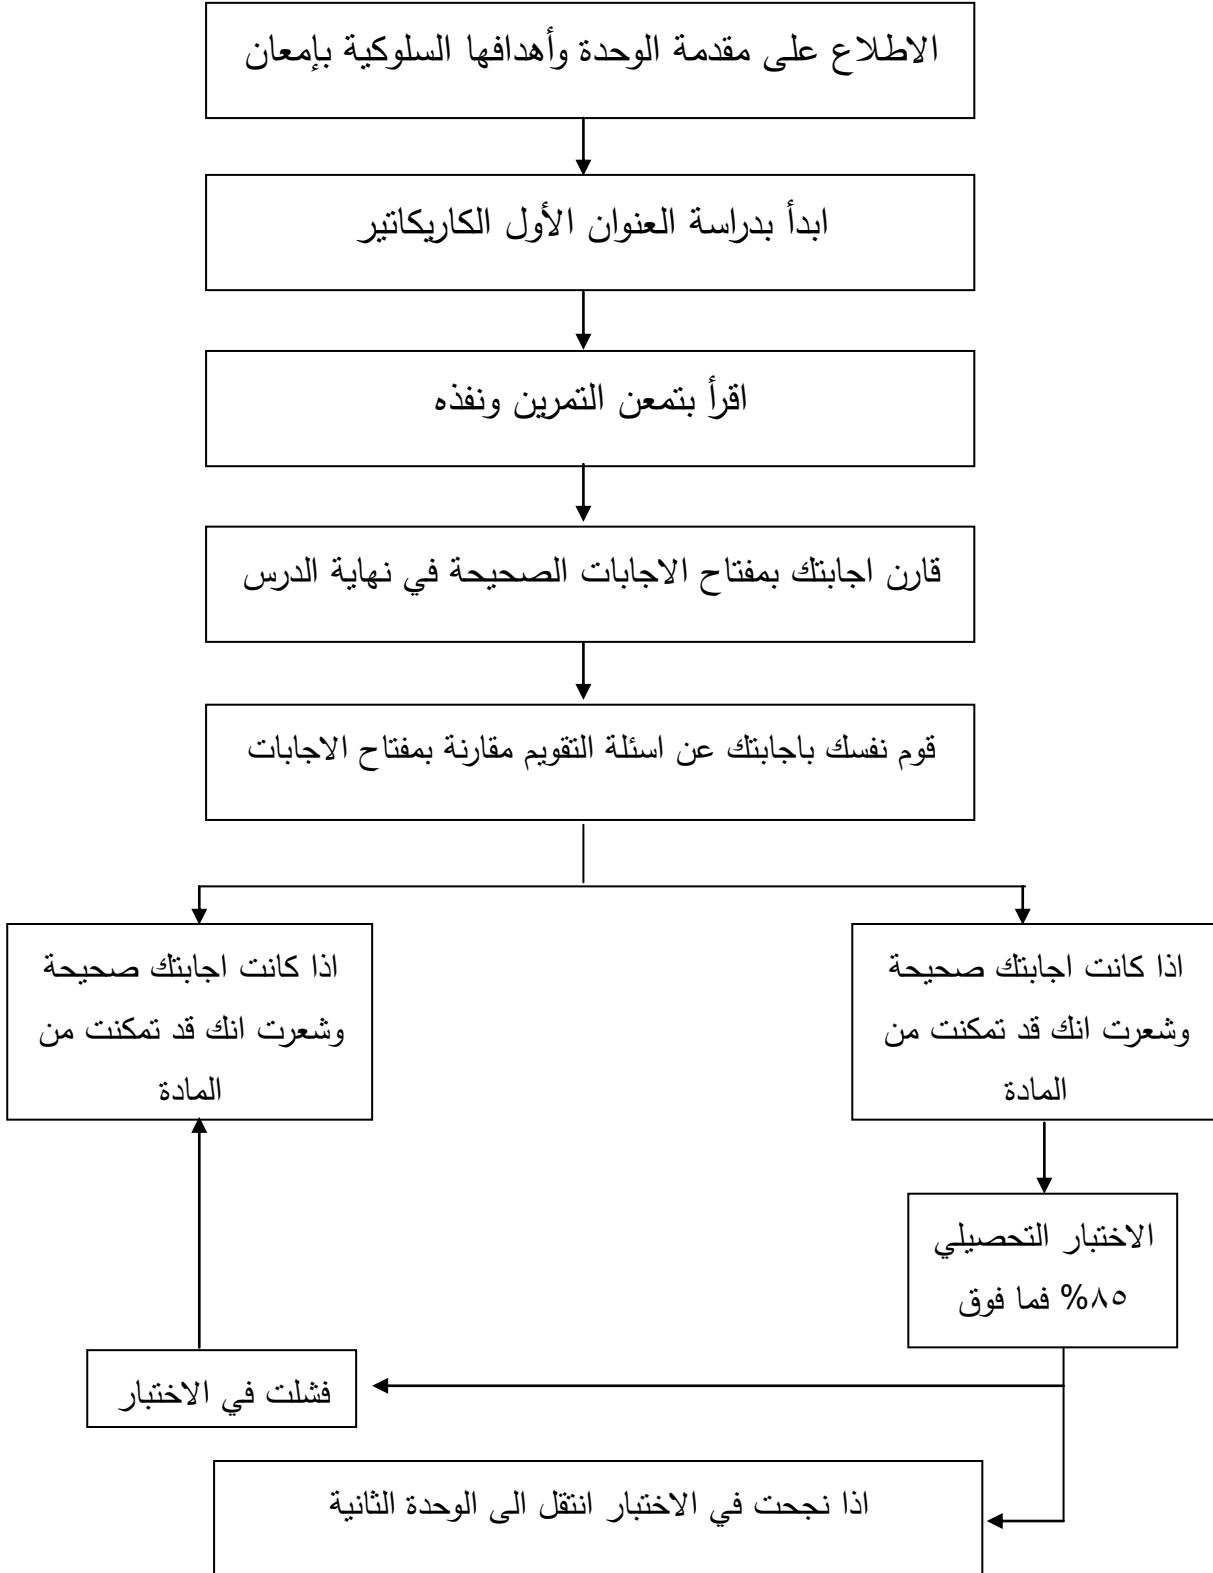 الاطلاع على مقدمة الوحدة وأهدافها السلوكية بإمعان
ابدأ بدراسة العنوان الأول الكاريكاتير
اقرأ بتمعن التمرين ونفذه
قارن اجابتك بمفتاح الاجابات الصحيحة في نهاية الدرس
قوم نفسك باجابتك عن اسئلة التقويم مقارنة بمفتاح الاجابات
اذا كانت اجابتك صحيحة
وشعرت انك قد تمكنت من
المادة
اذا كانت اجابتك صحيحة
وشعرت انك قد تمكنت من
المادة
الاختبار التحصيلي
٨٥% فما فوق
فشلت في الاختبار
اذا نجحت في الاختبار انتقل الى الوحدة الثانية